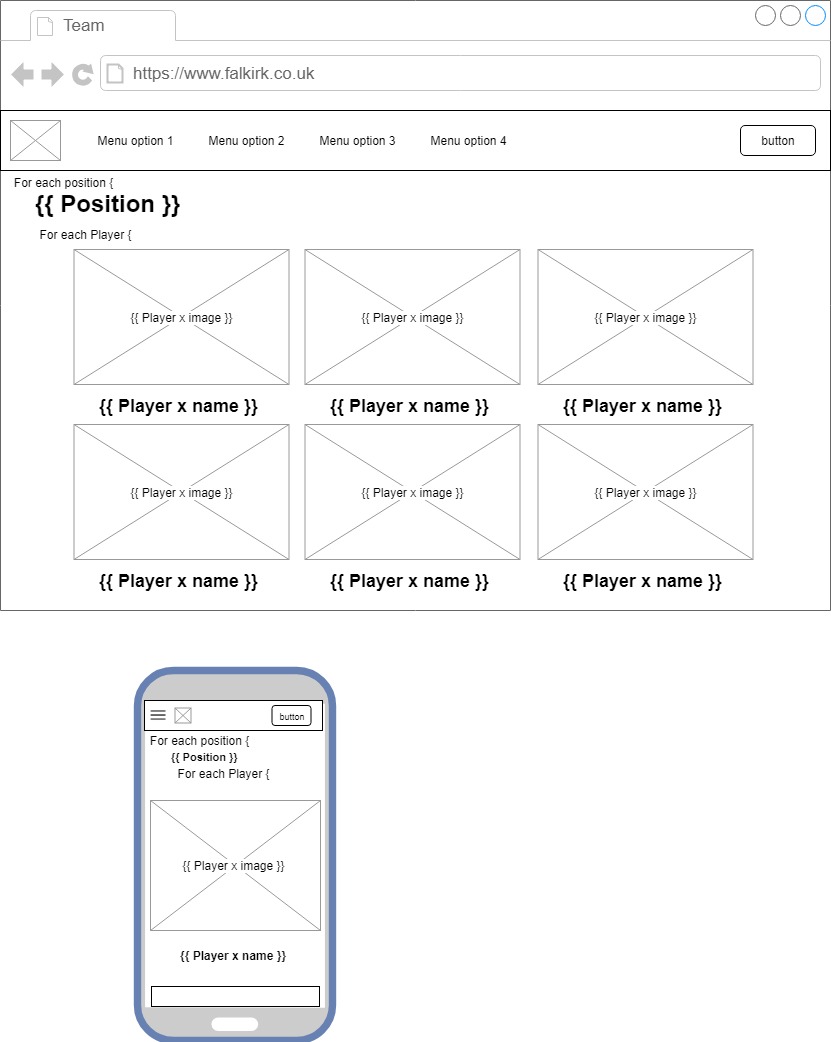 Team
https://www.falkirk.co.uk
Menu option 1 Menu option 2 Menu option 3 Menu option 4 button
For each position {
{{ Position }}
For each Player {
{{ Player x image }} {{ Player x image }} {{ Player x image }}
{{ Player x name }} {{ Player x name }} {{ Player x name }}
{{ Player x image }} {{ Player x image }} {{ Player x image }}
{{ Player x name }} {{ Player x name }} {{ Player x name }}
button
For each position {
{{ Position }}
For each Player {
{{ Player x image }}
{{ Player x name }}